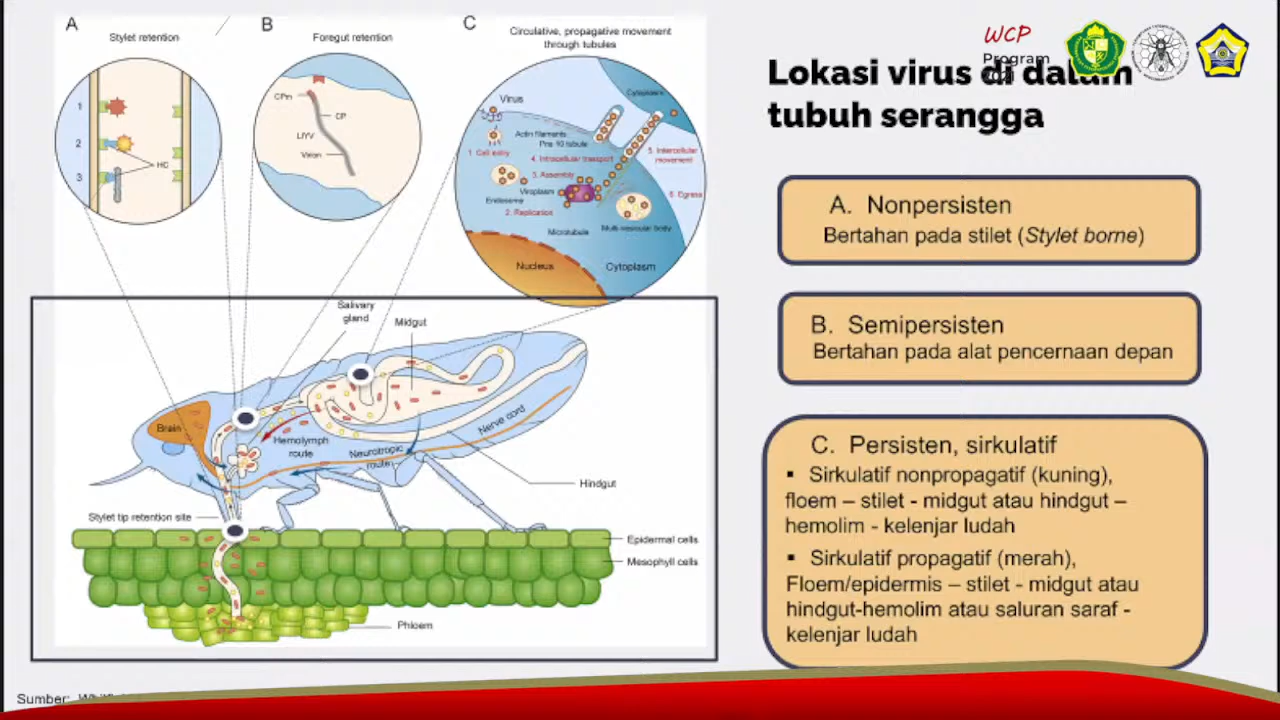 A
Stylet retention
1
2
3
HC
B
Foregut retention
CPm
CP
LIYV
Virion
C
Circulative, propagative movement
through tubules
Virus
Cytoplasm
Actin filaments
Pns 10 tubule
1. Cell entry
4. Intracellular transport
5. Intercellular
movement
3. Assembly
Viroplasm
Endosome
6. Egress
2. Replication
Microtubule
Multi-vesicular body
Nucleus
Cytoplasm
Salivary
gland
Midgut
Brain
Hemolymph
route
Neurotropic
route
Nerve cord
Hindgut
Stylet tip retention site
Epidermal cells
Mesophyll cells
Phloem
Sumber:
WCP
Program
Lokasi virus di dalam
tubuh serangga
A. Nonpersisten
Bertahan pada stilet (Stylet borne)
B. Semipersisten
Bertahan pada alat pencernaan depan
C. Persisten, sirkulatif
▪ Sirkulatif nonpropagatif (kuning),
floem – stilet - midgut atau hindgut –
hemolim - kelenjar ludah
▪ Sirkulatif propagatif (merah),
Floem/epidermis – stilet - midgut atau
hindgut-hemolim atau saluran saraf -
kelenjar ludah